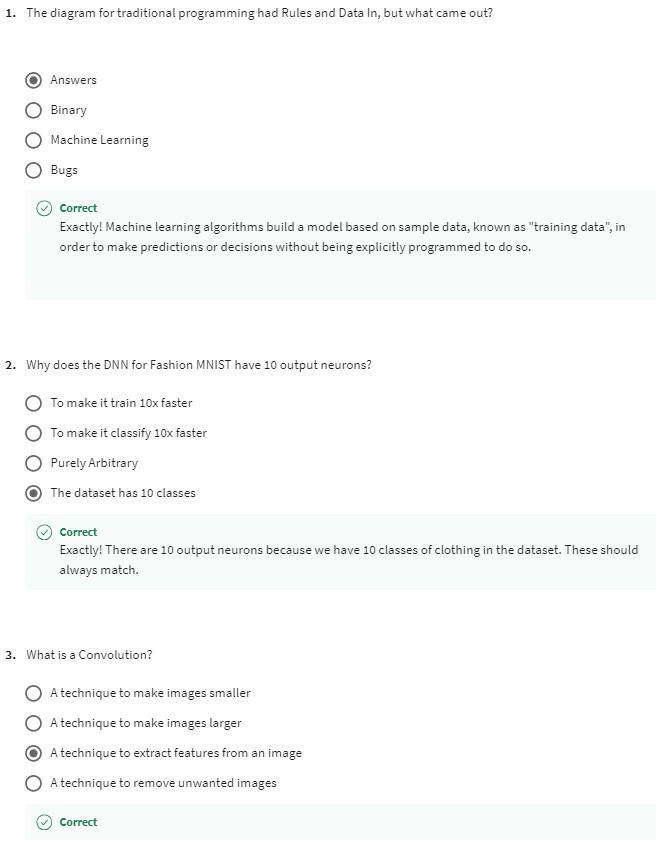 1. The diagram for traditional programming had Rules and Data In, but what came out?
Answers
Binary
Machine Learning
Bugs
Correct
Exactly! Machine learning algorithms build a model based on sample data, known as "training data", in
order to make predictions or decisions without being explicitly programmed to do so.
2. Why does the DNN for Fashion MNIST have 10 output neurons?
To make it train 10x faster
To make it classify 10x faster
Purely Arbitrary
The dataset has 10 classes
Correct
Exactly! There are 10 output neurons because we have 10 classes of clothing in the dataset. These should
always match.
3. What is a Convolution?
A technique to make images smaller
A technique to make images larger
A technique to extract features from an image
A technique to remove unwanted images
Correct